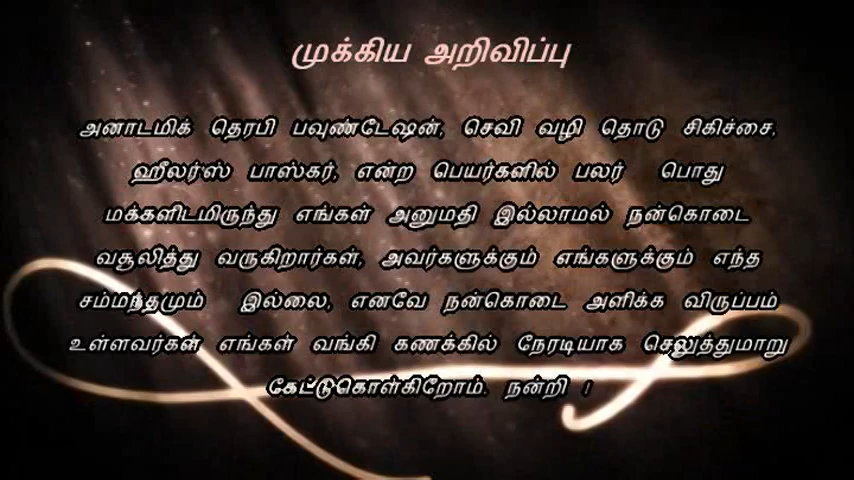 முக்கிய அறிவிப்பு
அனாடமிக் தெரபி பவுண்டேஷன், செவி வழி தொடு சிகிச்சை,
ஹீலர்ஸ் பாஸ்கர், என்ற பெயர்களில் பலர் பொது
மக்களிடமிருந்து எங்கள் அனுமதி இல்லாமல் நன்கொடை
வசூலித்து வருகிறார்கள், அவர்களுக்கும் எங்களுக்கும் எந்த
சம்மந்தமும் இல்லை, எனவே நன்கொடை அளிக்க விருப்பம்
உள்ளவர்கள் எங்கள் வங்கி கணக்கில் நேரடியாக செலுத்துமாறு
கேட்டுகொள்கிறோம். நன்றி !